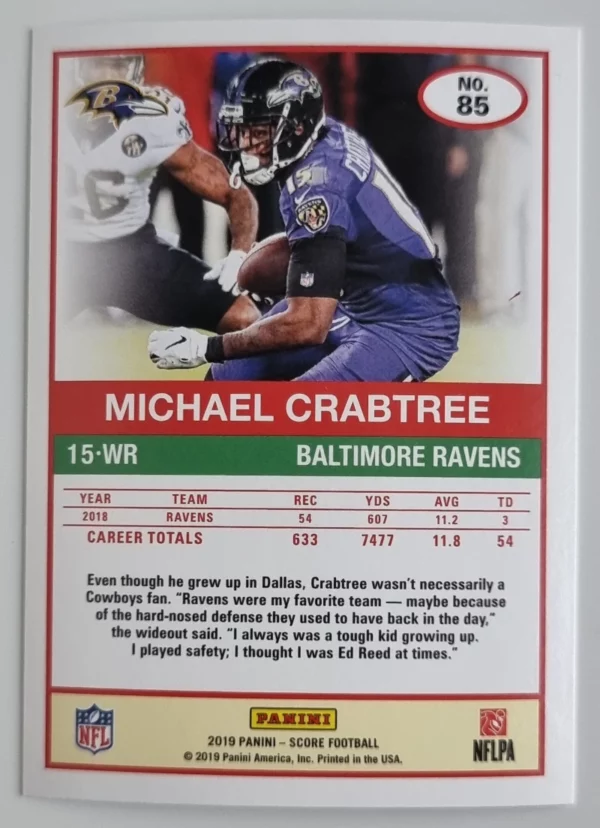 NO.
85
MICHAEL CRABTREE
15·WR BALTIMORE RAVENS
YEAR TEAM REC YDS AVG TD
2018 RAVENS 54 607 11.2 3
CAREER TOTALS 633 7477 11.8 54
Even though he grew up in Dallas, Crabtree wasn't necessarily a
Cowboys fan. "Ravens were my favorite team — maybe because
of the hard-nosed defense they used to have back in the day,"
the wideout said. "I always was a tough kid growing up.
I played safety; I thought I was Ed Reed at times."
NFL
PANINI
2019 PANINI – SCORE FOOTBALL
© 2019 Panini America, Inc. Printed in the USA.
NFLPA